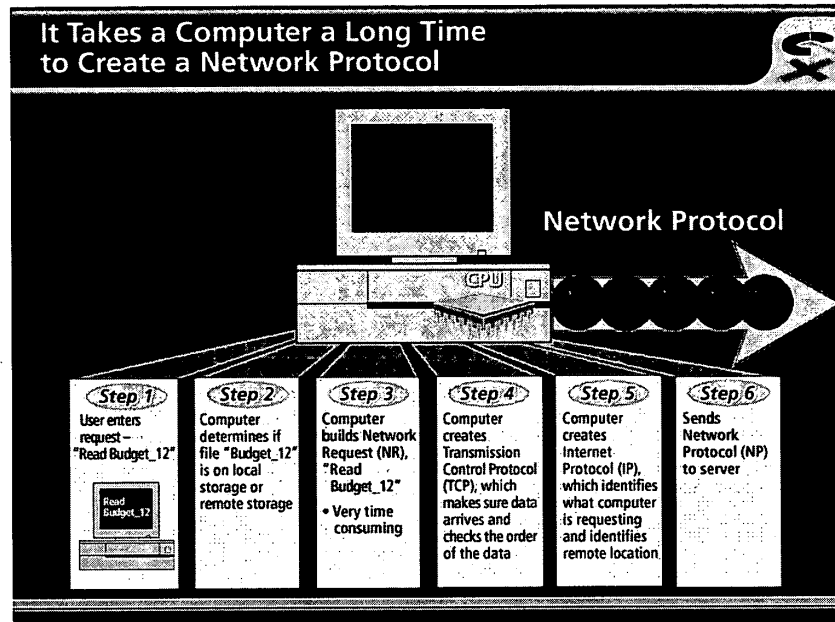 It Takes a Computer a Long Time
to Create a Network Protocol
CPU
Network Protocol
Step 1
User enters
request –
"Read Budget_12"
Read
Budget_12
Step 2
Computer
determines if
file "Budget_12"
is on local
storage or
remote storage
Step 3
Computer
builds Network
Request (NR),
"Read
Budget_12"
• Very time
consuming
Step 4
Computer
creates
Transmission
Control Protocol
(TCP), which
makes sure data
arrives and
checks the order
of the data
Step 5
Computer
creates
Internet
Protocol (IP),
which identifies
what computer
is requesting
and identifies
remote location
Step 6
Sends
Network
Protocol (NP)
to server